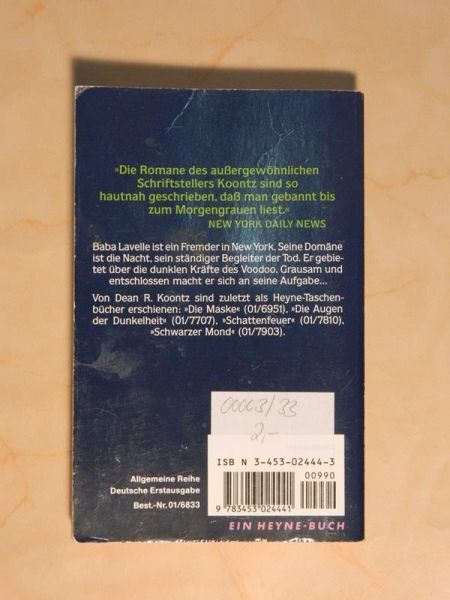 »Die Romane des außergewöhnlichen
Schriftstellers Koontz sind so
hautnah geschrieben, daß man gebannt bis
zum Morgengrauen liest.«
NEW YORK DAILY NEWS
Baba Lavelle ist ein Fremder in New York. Seine Domäne
ist die Nacht, sein ständiger Begleiter der Tod. Er gebie-
tet über die dunklen Kräfte des Voodoo. Grausam und
entschlossen macht er sich an seine Aufgabe...
Von Dean R. Koontz sind zuletzt als Heyne-Taschen-
bücher erschienen: »Die Maske« (01/6951), »Die Augen
der Dunkelheit« (01/7707), »Schattenfeuer« (01/7810),
»Schwarzer Mond« (01/7903).
00003/33
2,-
ISBN 3-453-02444-3
00990
Allgemeine Reihe
Deutsche Erstausgabe
Best.-Nr. 01/6833
9 783453 024441
EIN HEYNE-BUCH